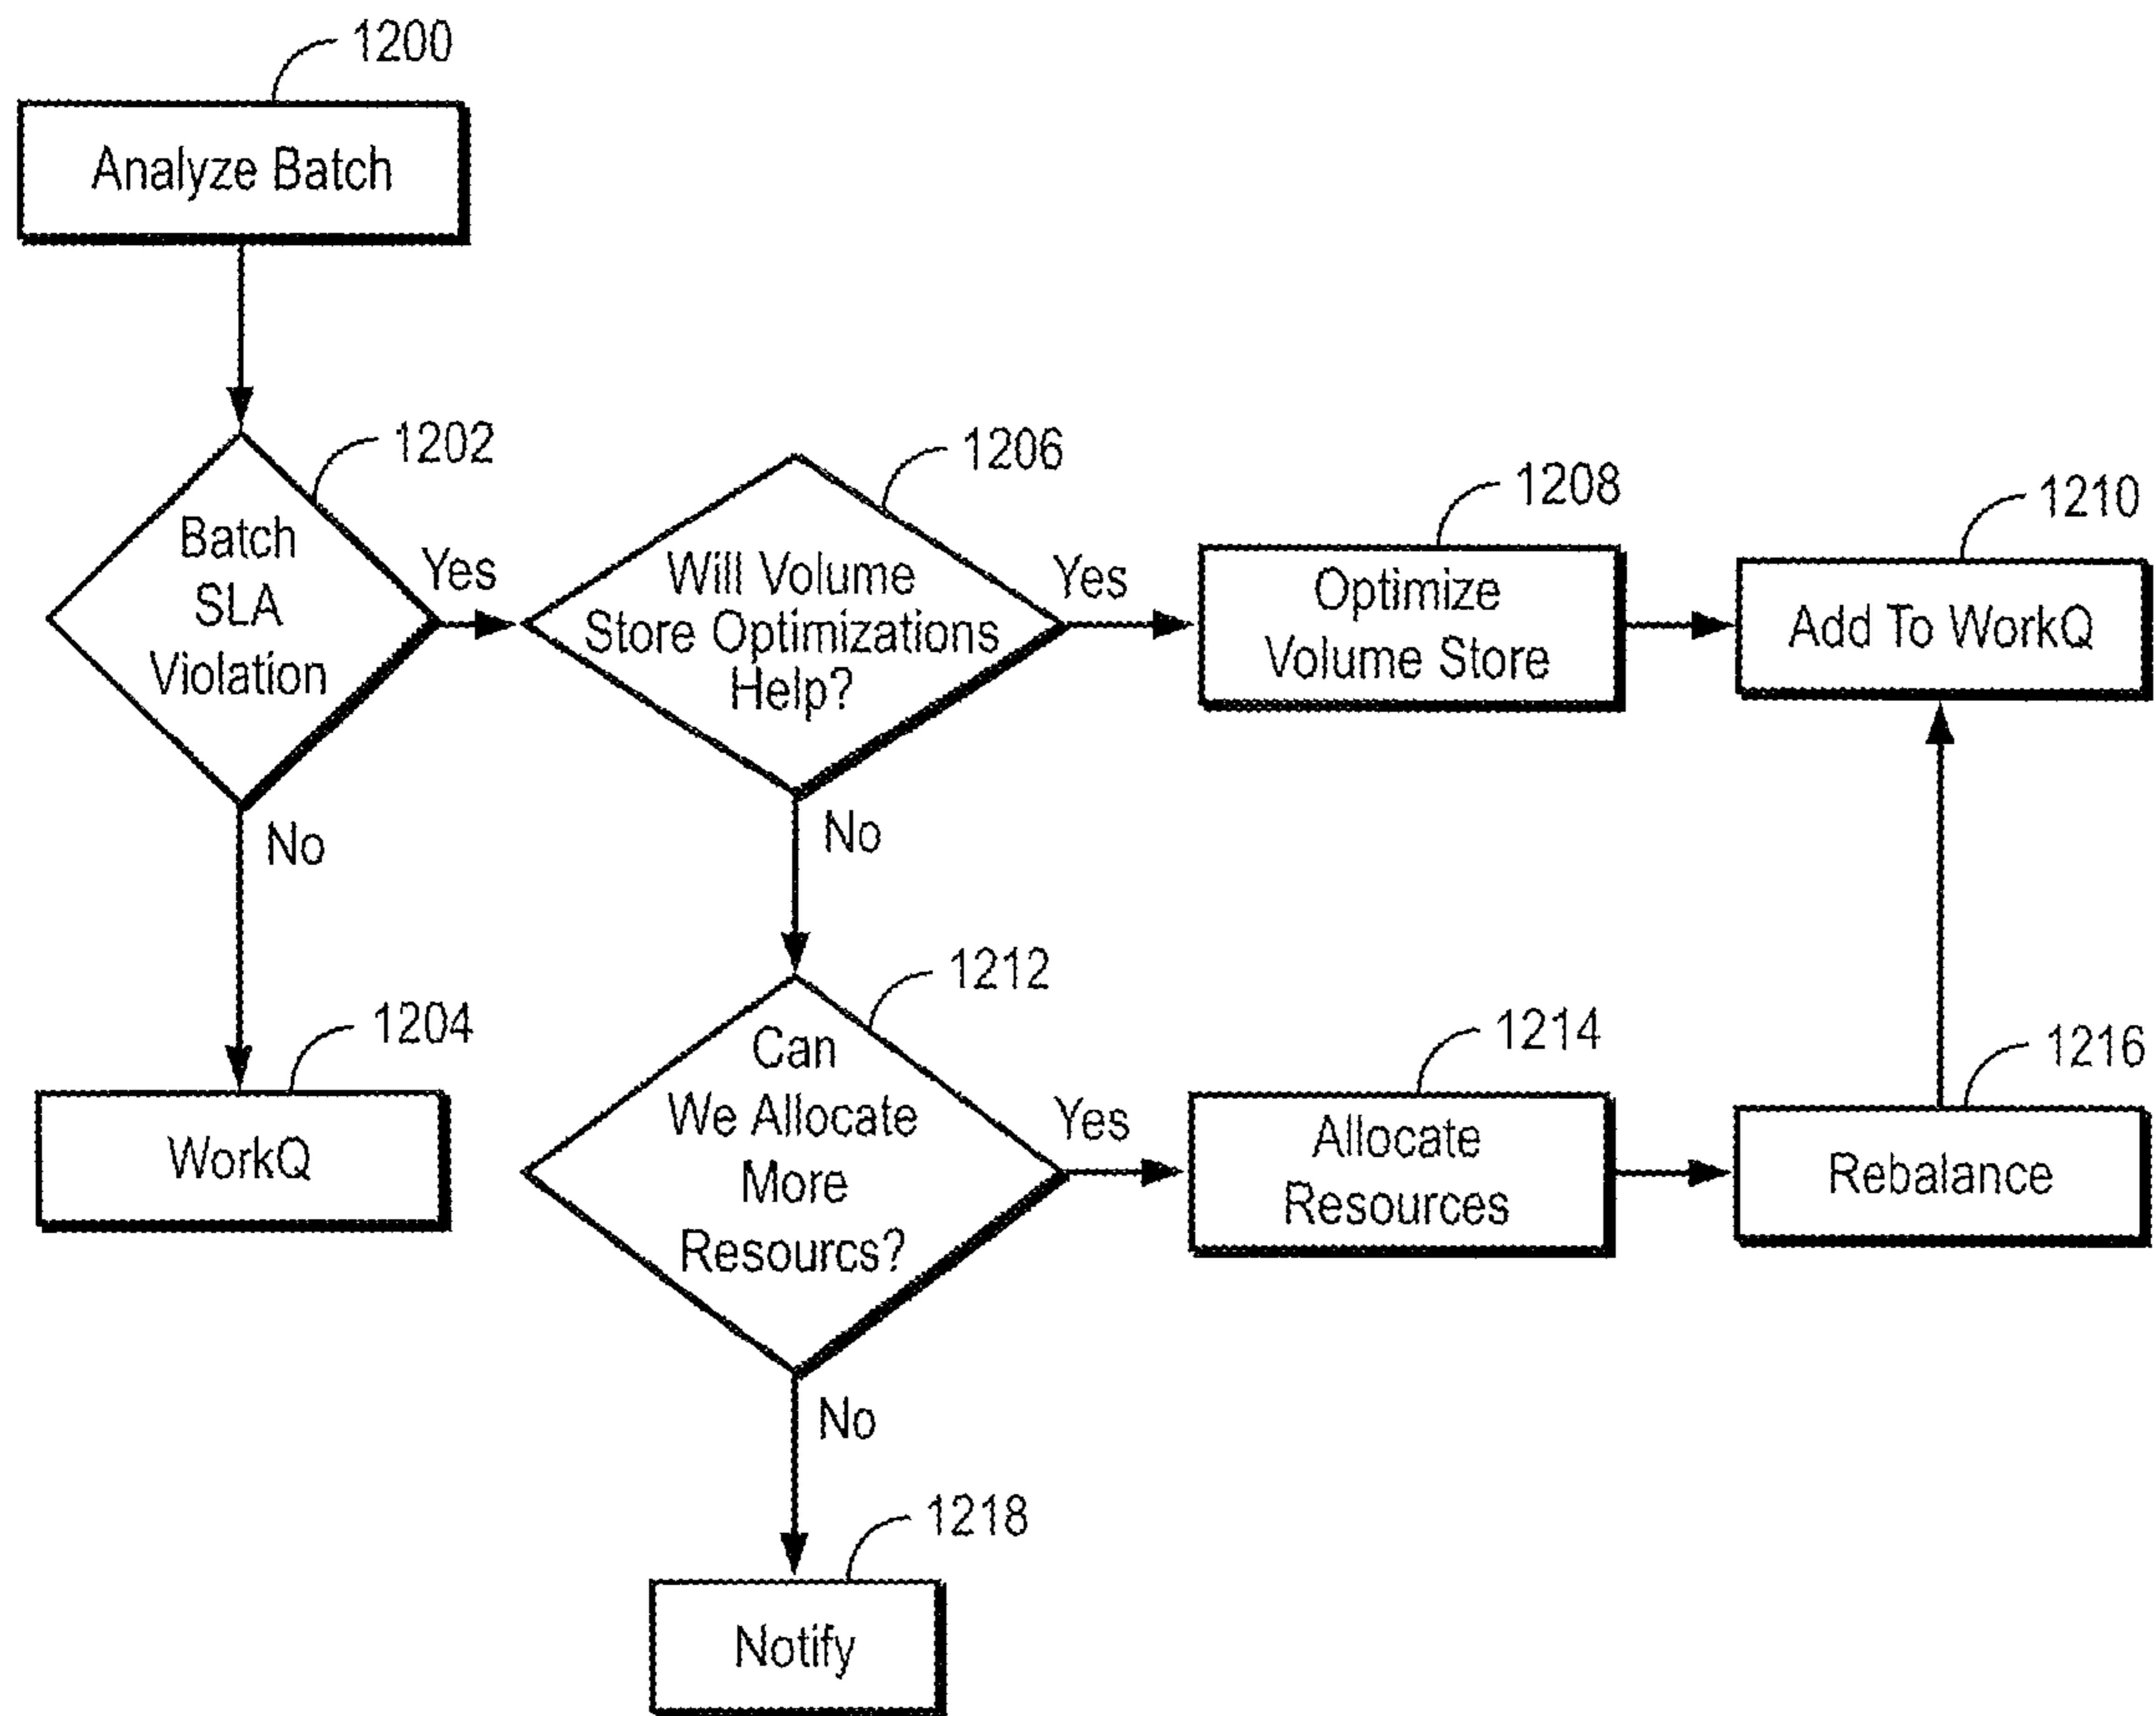 1200
Analyze Batch
1202
Batch
SLA
Violation
Yes
No
1204
WorkQ
1206
Will Volume
Store Optimizations
Help?
Yes
No
1208
Optimize
Volume Store
1210
Add To WorkQ
1212
Can
We Allocate
More
Resourcs?
Yes
No
1214
Allocate
Resources
1216
Rebalance
1218
Notify